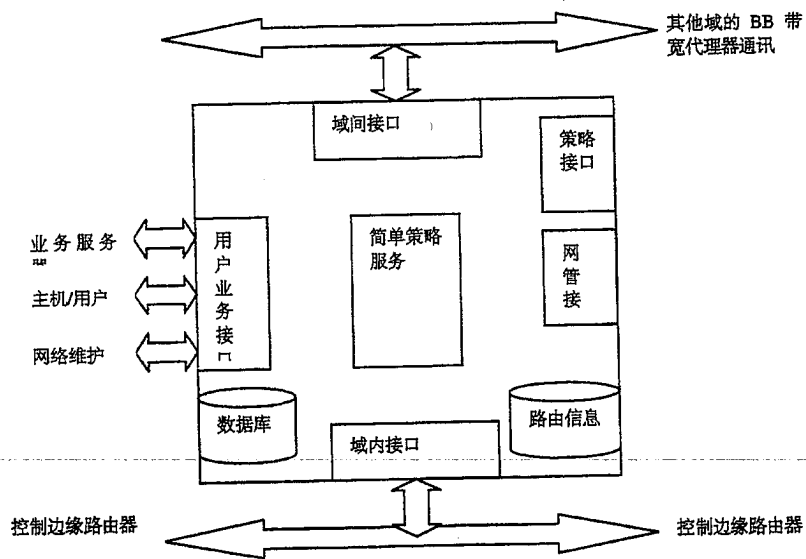 其他域的 BB 带
宽代理器通讯
域间接口
策略
接口
业务服务
用
户
业
务
接
简单策略
服务
网
管
接
主机/用户
网络维护
数据库
路由信息
域内接口
控制边缘路由器
控制边缘路由器